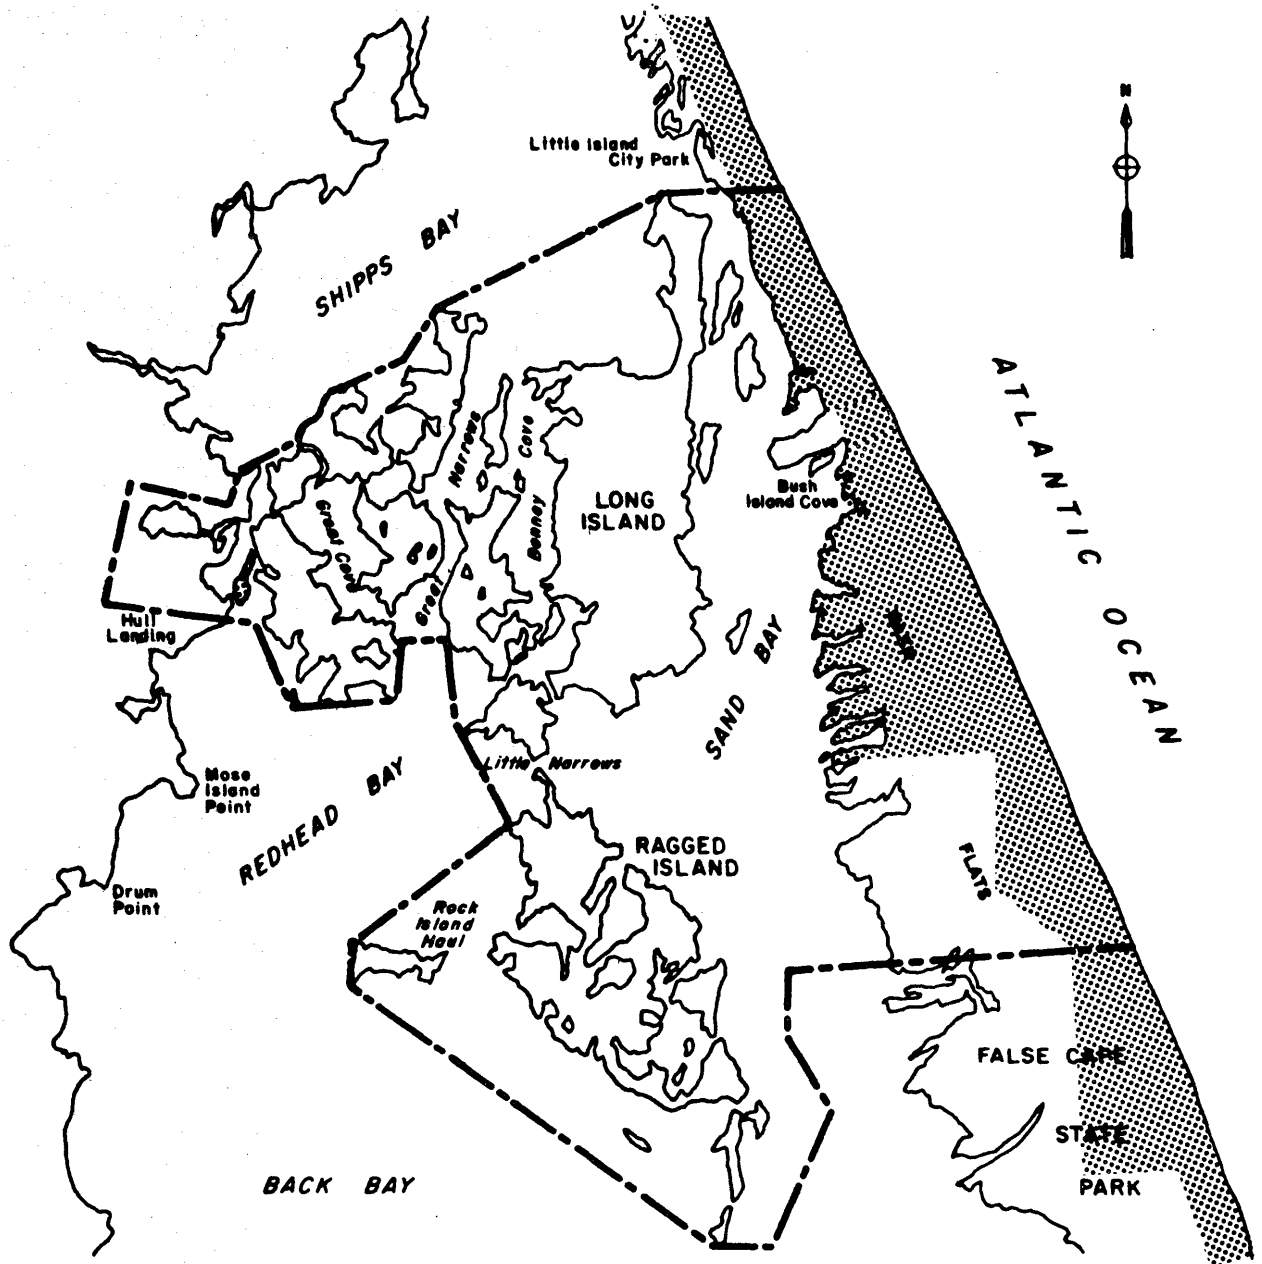 N
Little Island
City Park
SHIPPS BAY
ATLANTIC OCEAN
Narrows
Cove
Bonney
LONG
ISLAND
Bush
Island Cove
Great Cove
Great
Hull
Landing
SAND BAY
Little Narrows
Mose
Island
Point
REDHEAD BAY
RAGGED
ISLAND
FLATS
Drum
Point
Rock
Island
Haul
FALSE CAPE
STATE
PARK
BACK BAY